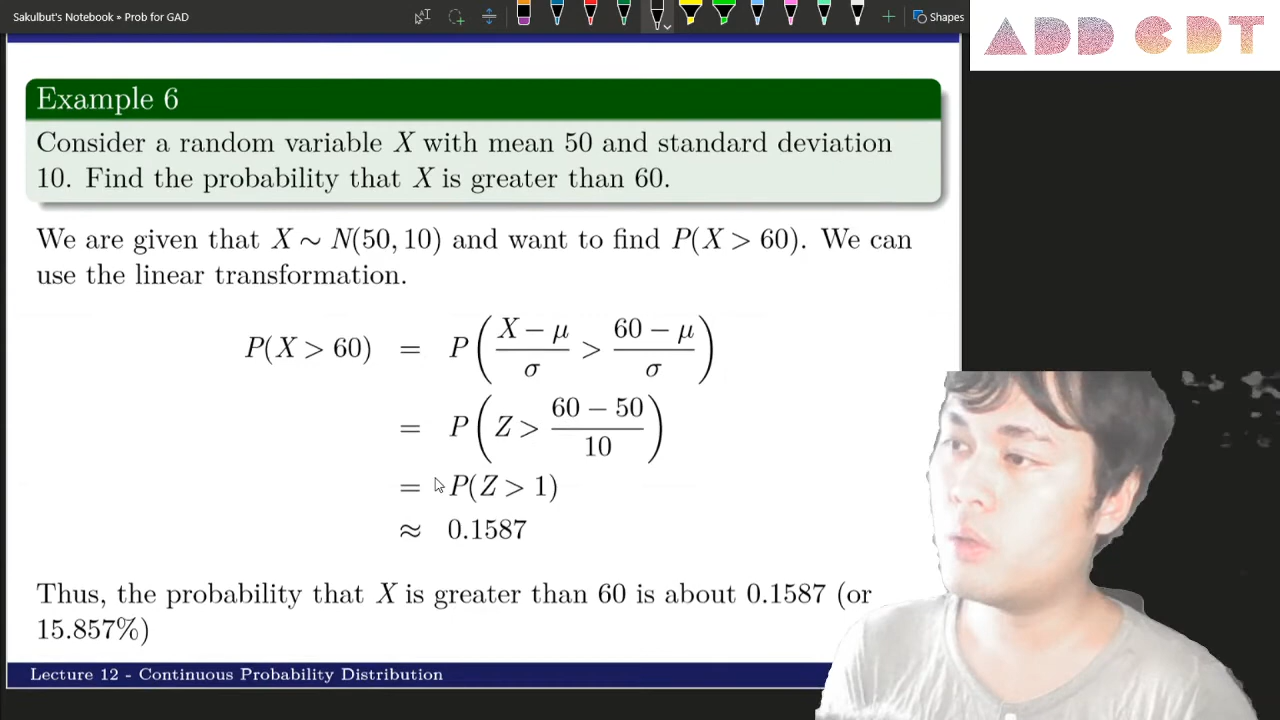 Sakulbut's Notebook » Prob for GAD
Shapes
ADD CDT
Example 6
Consider a random variable X with mean 50 and standard deviation
10. Find the probability that X is greater than 60.
We are given that X ∼ N(50, 10) and want to find P(X > 60). We can
use the linear transformation.
P(X > 60) = P((X − μ)/σ > (60 − μ)/σ)
= P(Z > (60 − 50)/10)
= P(Z > 1)
≈ 0.1587
Thus, the probability that X is greater than 60 is about 0.1587 (or
15.857%)
Lecture 12 - Continuous Probability Distribution